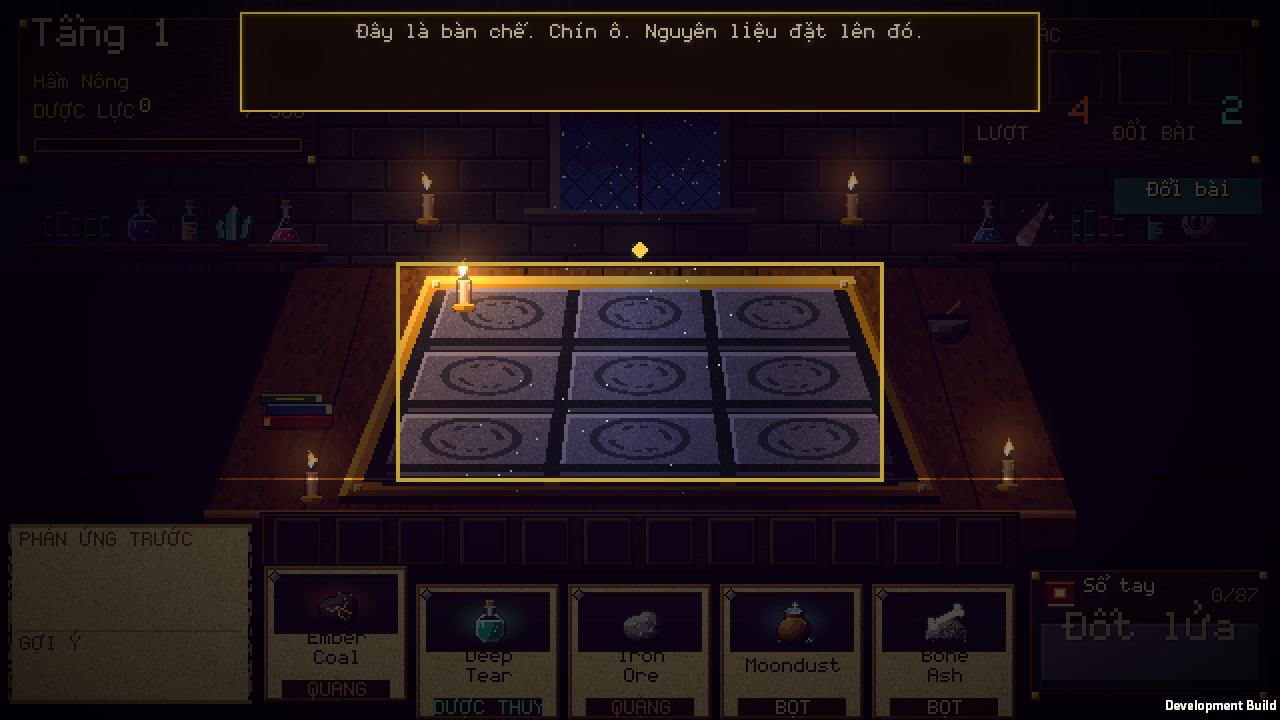 Tầng 1
Đây là bàn chế. Chín ô. Nguyên liệu đặt lên đó.
Hầm Nông
DƯỢC LỰC 0
4
2
LƯỢT
ĐỔI BÀI
Đổi bài
PHẢN ỨNG TRƯỚC
GỢI Ý
Ember
Coal
QUẶNG
Deep
Tear
DƯỢC THỦY
Iron
Ore
QUẶNG
Moondust
BỘT
Bone
Ash
BỘT
Sổ tay
0/87
Đốt lửa
Development Build